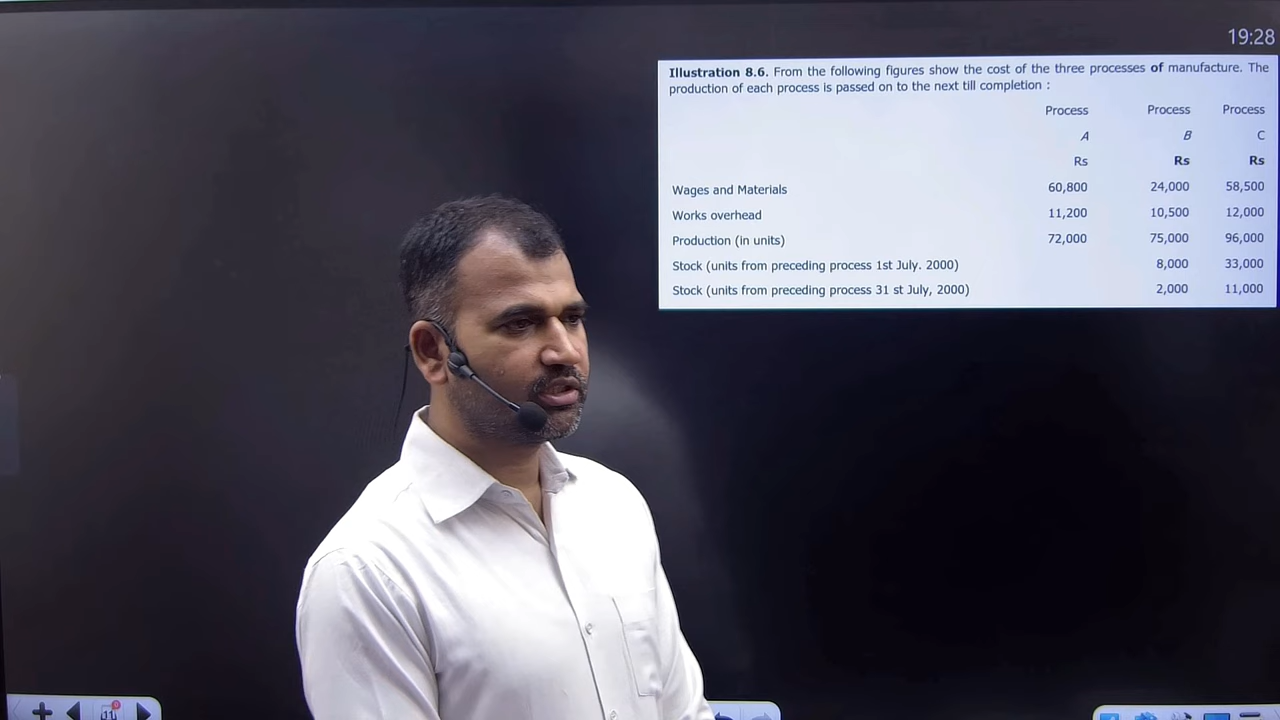 19:28
Illustration 8.6. From the following figures show the cost of the three processes of manufacture. The
production of each process is passed on to the next till completion :
Process Process Process
A B C
Rs Rs Rs
Wages and Materials 60,800 24,000 58,500
Works overhead 11,200 10,500 12,000
Production (in units) 72,000 75,000 96,000
Stock (units from preceding process 1st July. 2000) 8,000 33,000
Stock (units from preceding process 31 st July, 2000) 2,000 11,000